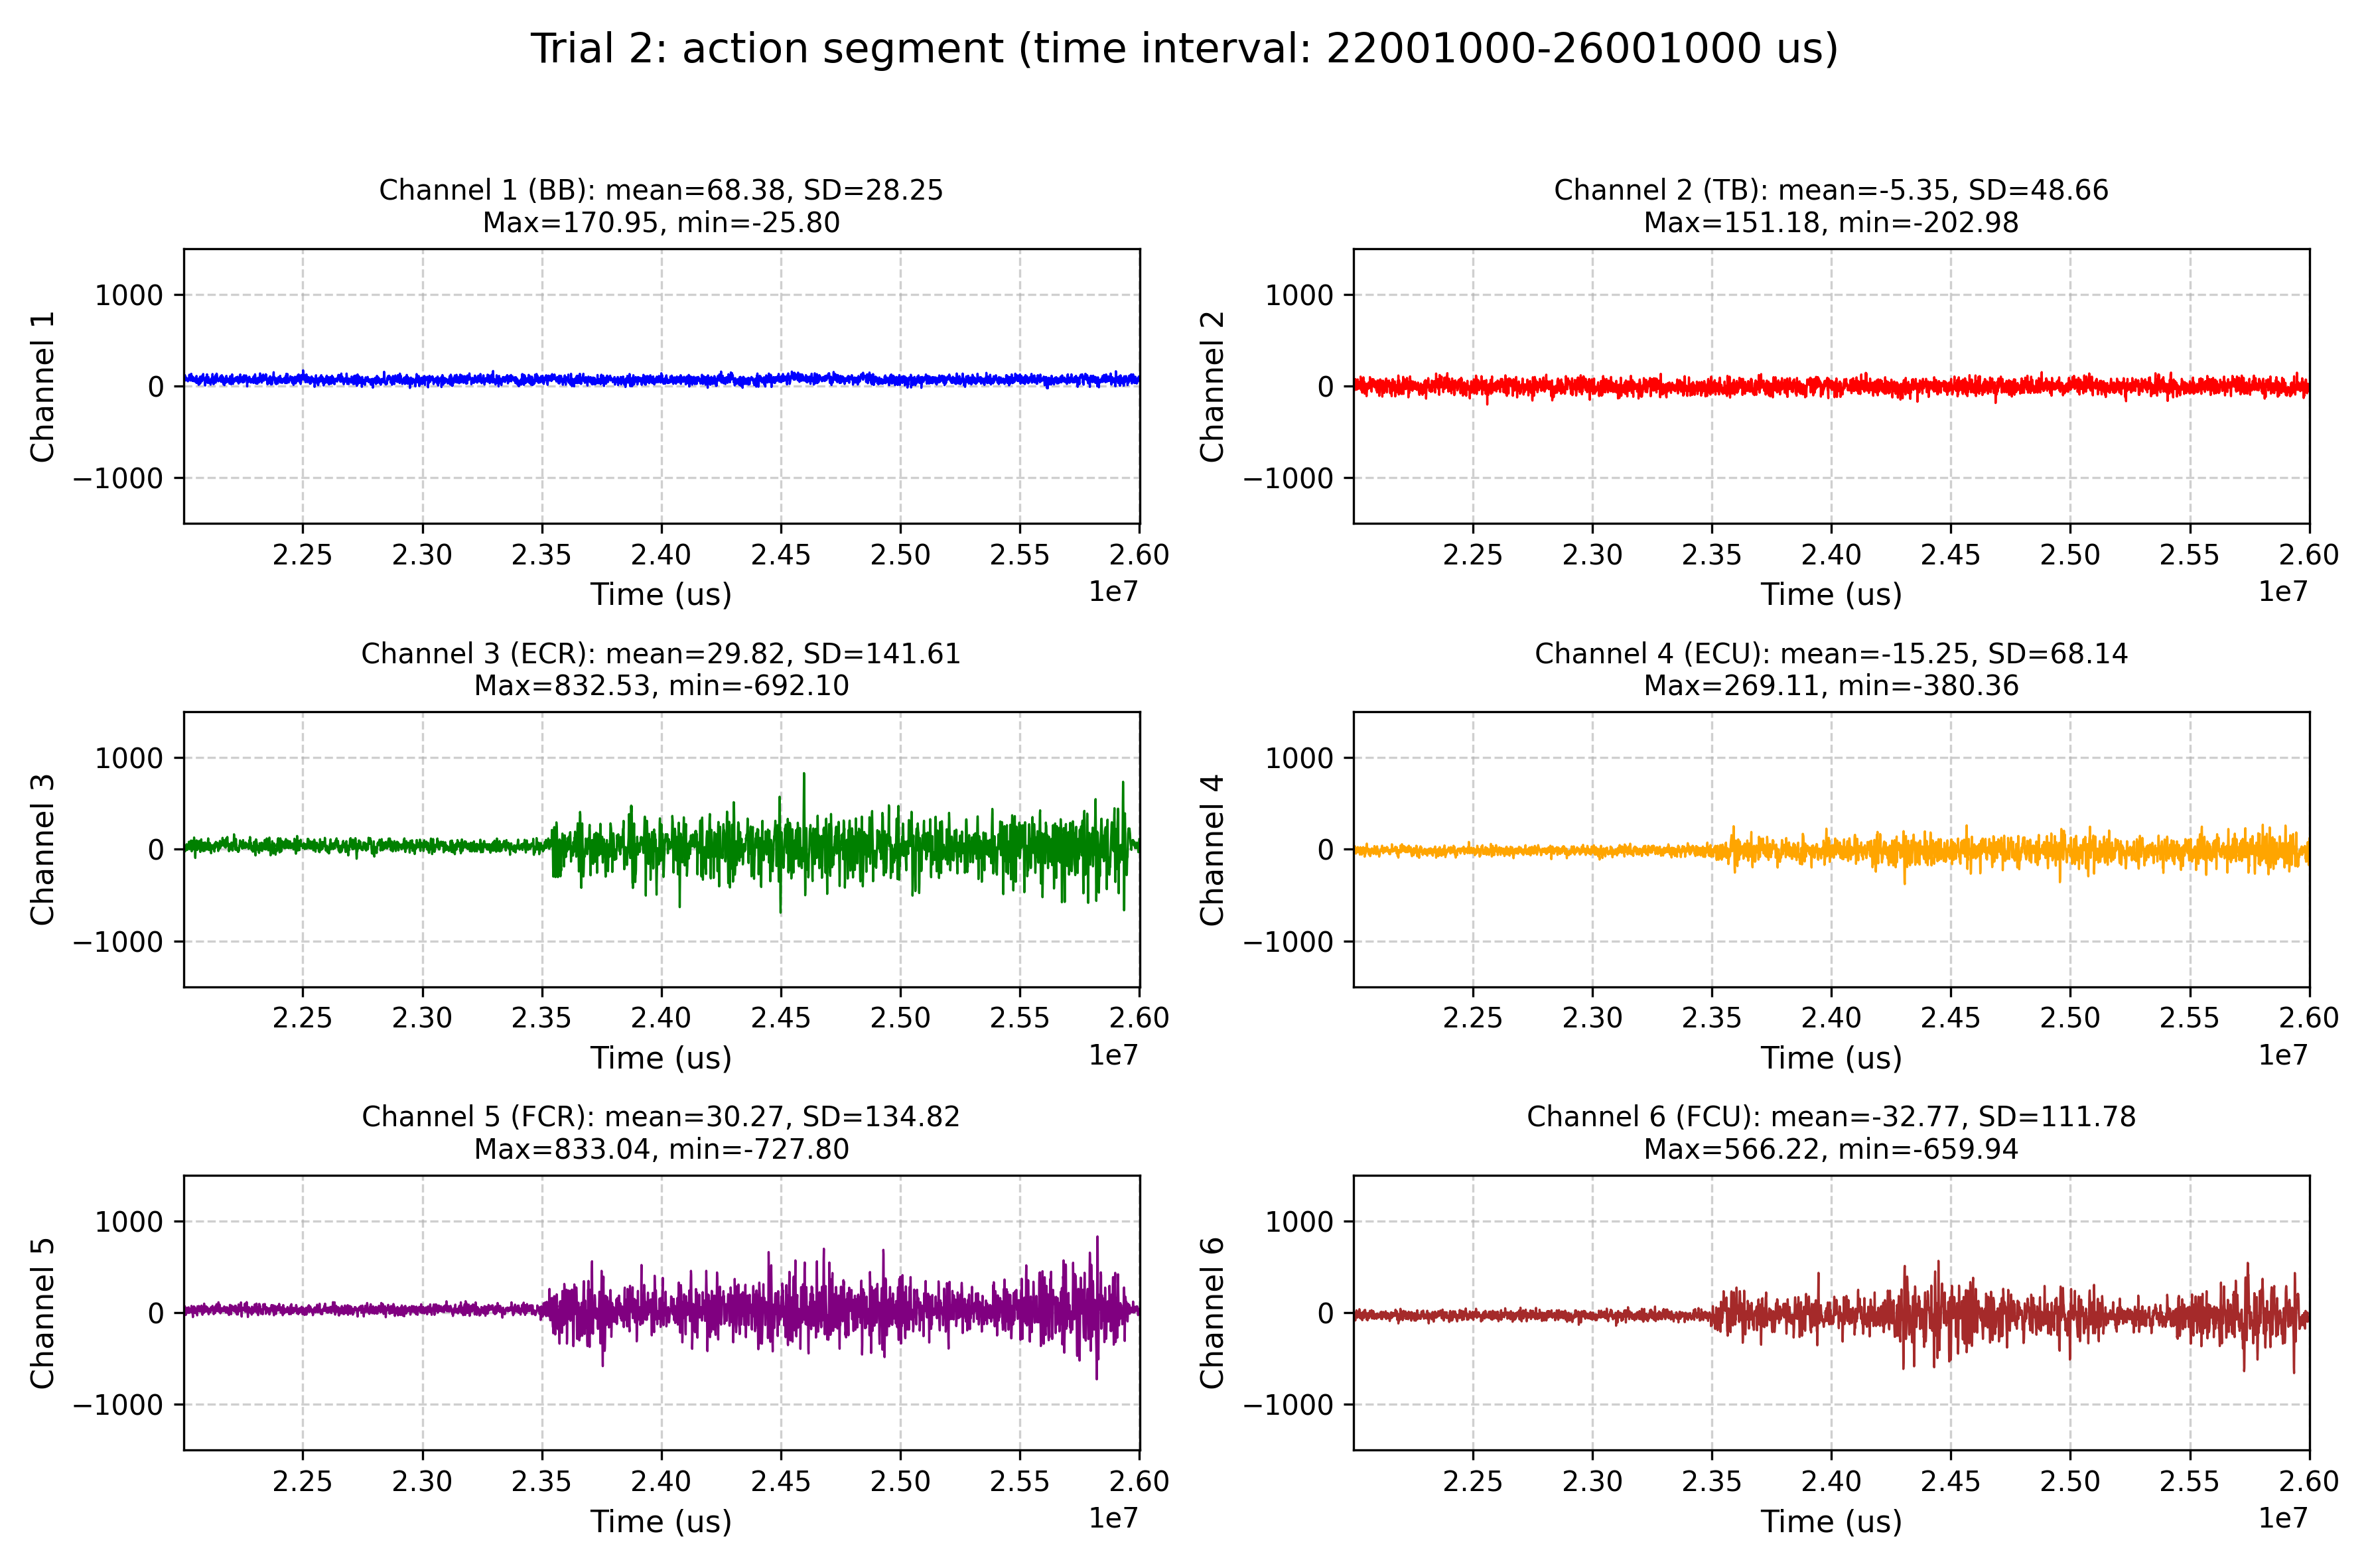 Trial 2: action segment (time interval: 22001000-26001000 us)
Channel 1 (BB): mean=68.38, SD=28.25
Max=170.95, min=-25.80
1000
0
−1000
Channel 1
2.25 2.30 2.35 2.40 2.45 2.50 2.55 2.60
Time (us)
1e7
Channel 2 (TB): mean=-5.35, SD=48.66
Max=151.18, min=-202.98
1000
0
−1000
Channel 2
2.25 2.30 2.35 2.40 2.45 2.50 2.55 2.60
Time (us)
1e7
Channel 3 (ECR): mean=29.82, SD=141.61
Max=832.53, min=-692.10
1000
0
−1000
Channel 3
2.25 2.30 2.35 2.40 2.45 2.50 2.55 2.60
Time (us)
1e7
Channel 4 (ECU): mean=-15.25, SD=68.14
Max=269.11, min=-380.36
1000
0
−1000
Channel 4
2.25 2.30 2.35 2.40 2.45 2.50 2.55 2.60
Time (us)
1e7
Channel 5 (FCR): mean=30.27, SD=134.82
Max=833.04, min=-727.80
1000
0
−1000
Channel 5
2.25 2.30 2.35 2.40 2.45 2.50 2.55 2.60
Time (us)
1e7
Channel 6 (FCU): mean=-32.77, SD=111.78
Max=566.22, min=-659.94
1000
0
−1000
Channel 6
2.25 2.30 2.35 2.40 2.45 2.50 2.55 2.60
Time (us)
1e7